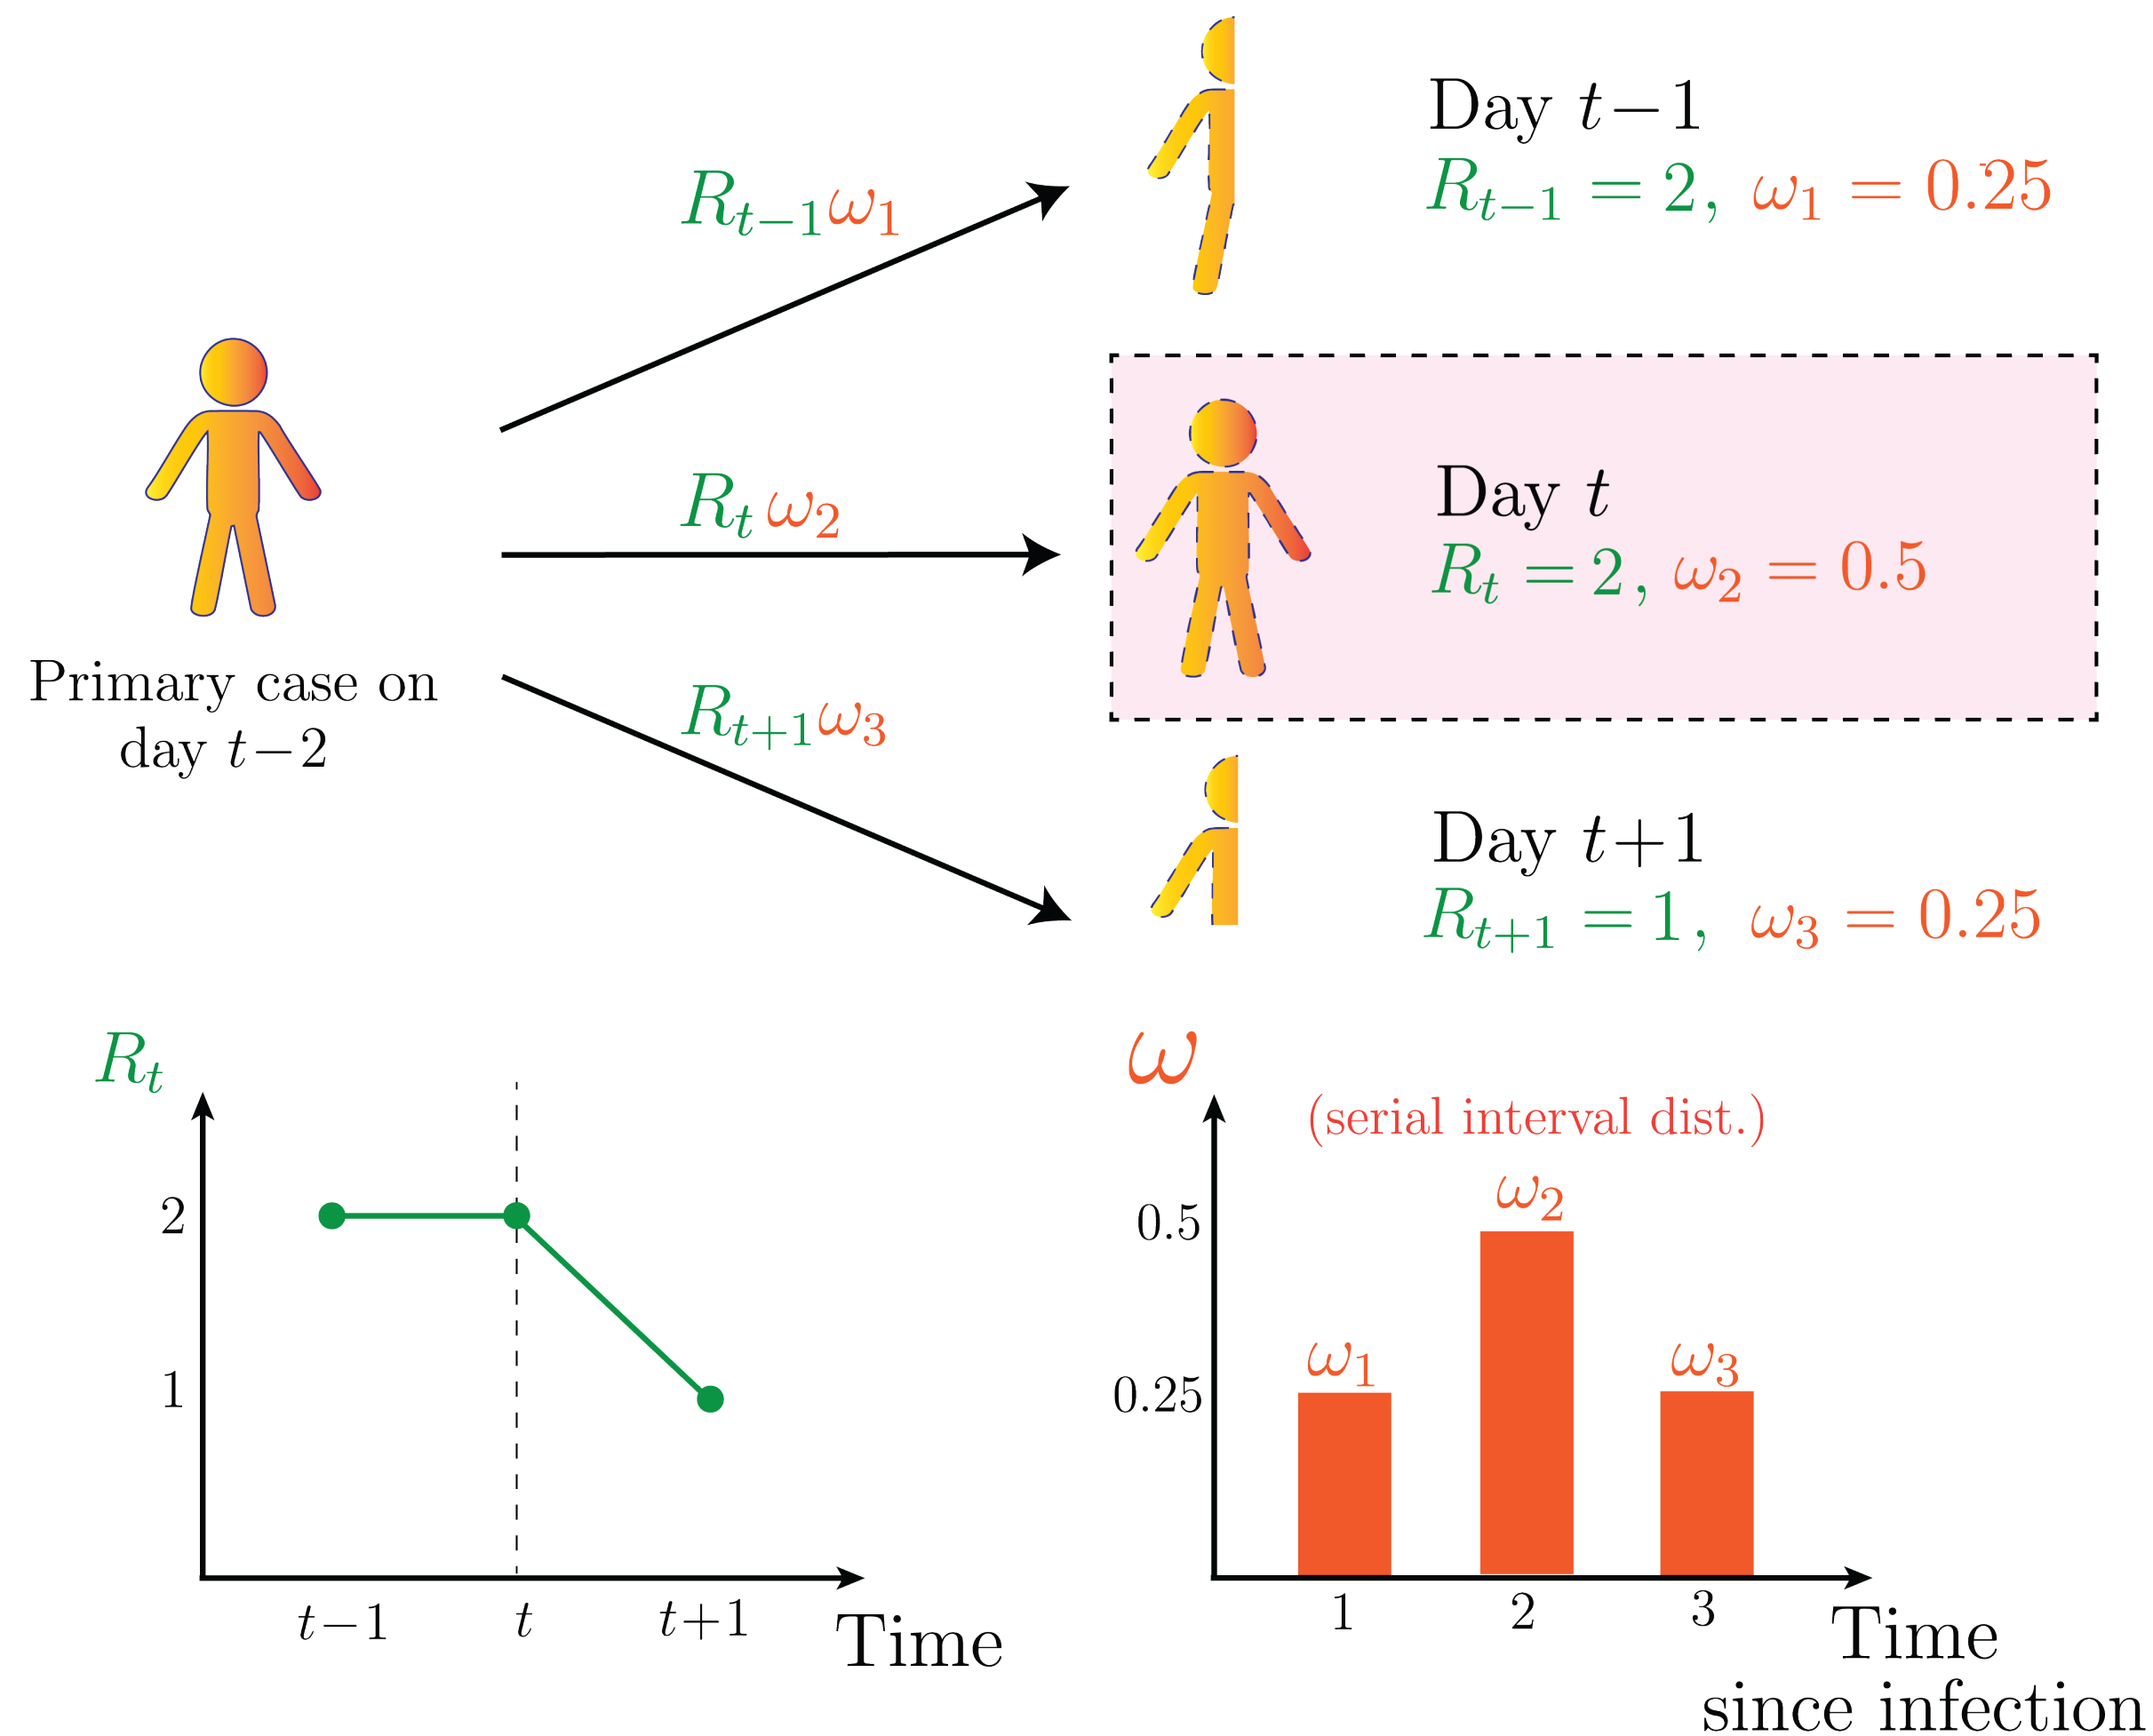 Day t−1
R_{t−1} = 2, ω_1 = 0.25
R_{t−1}ω_1
R_t ω_2
Day t
R_t = 2, ω_2 = 0.5
Primary case on
day t−2
R_{t+1}ω_3
Day t+1
R_{t+1} = 1, ω_3 = 0.25
R_t
2
1
t−1
t
t+1
Time
ω
(serial interval dist.)
ω_2
0.5
ω_1
ω_3
0.25
1
2
3
Time
since infection